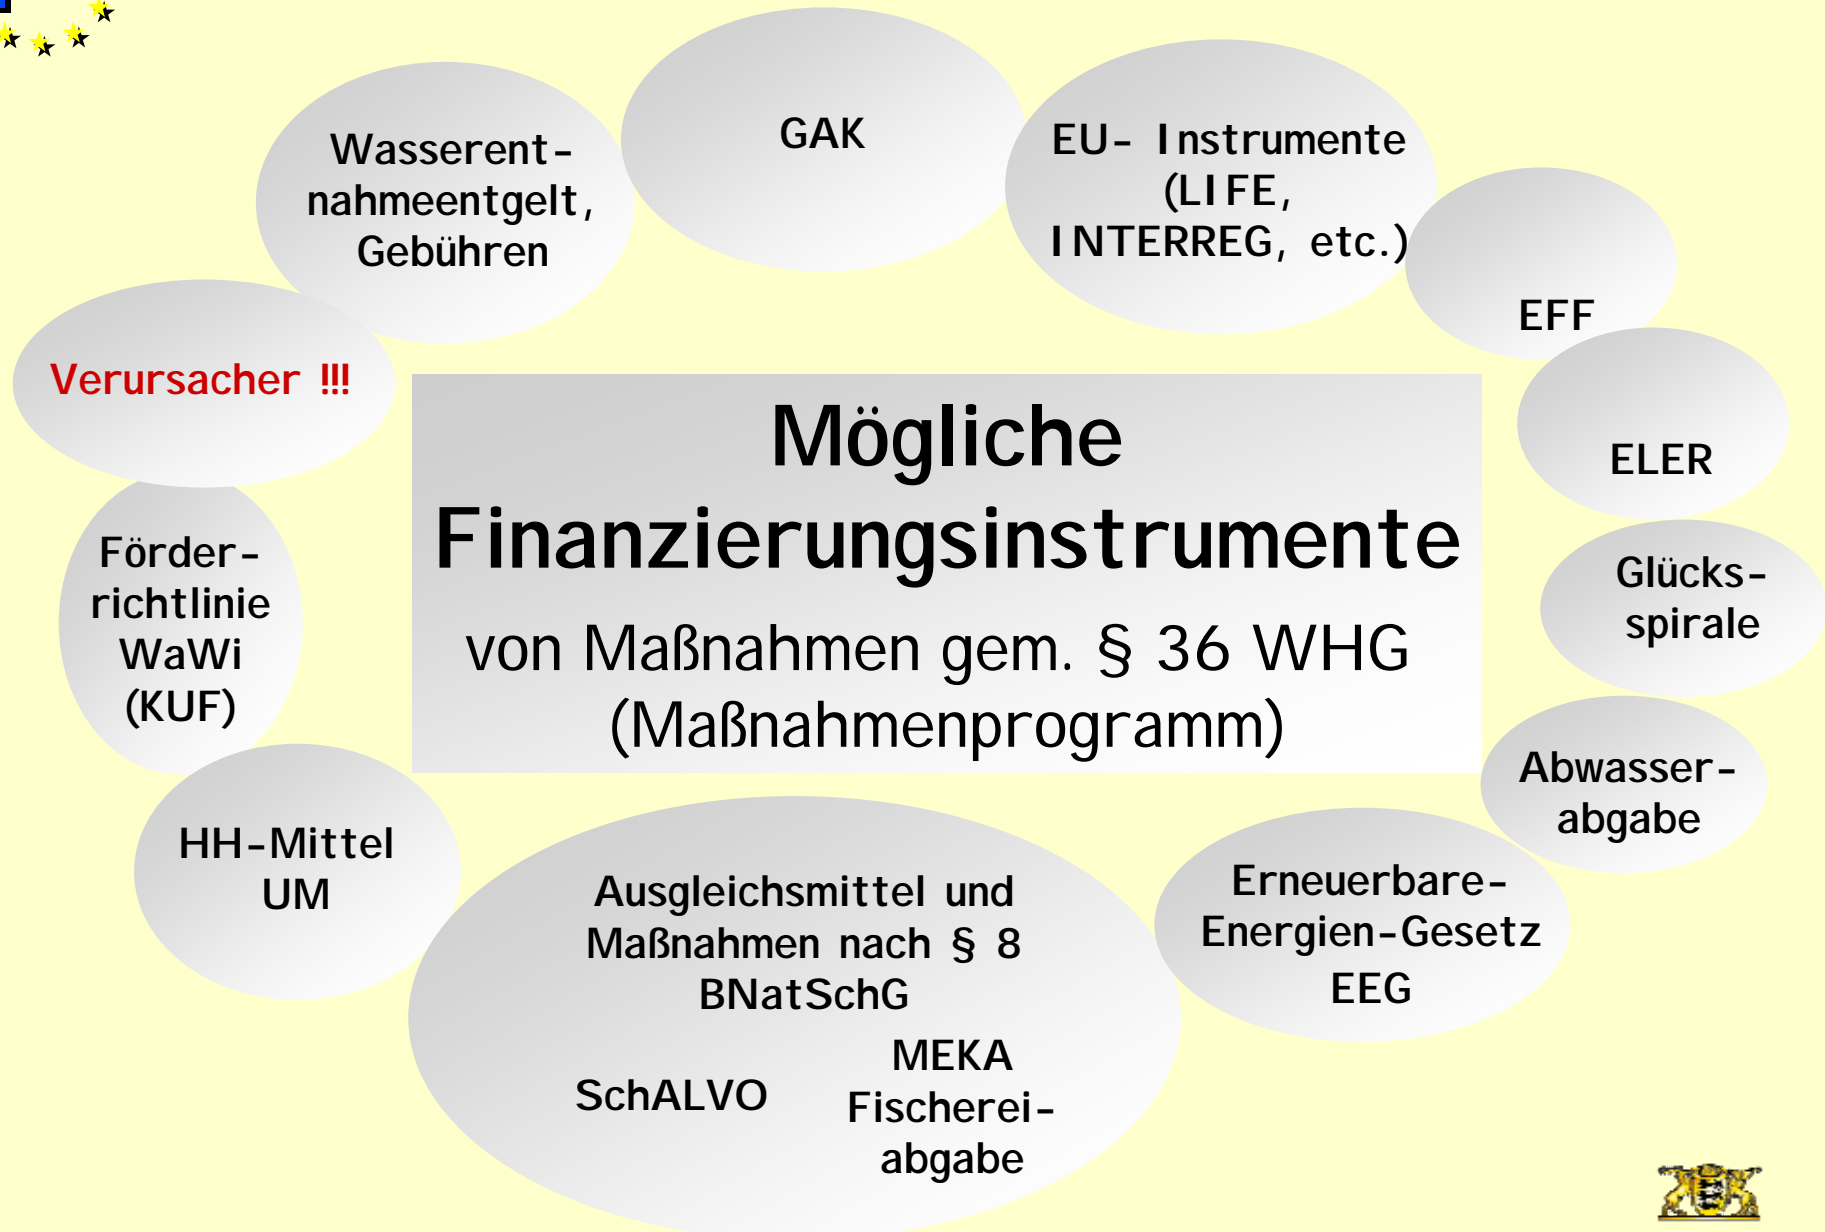 GAK
EU- Instrumente
(LIFE,
INTERREG, etc.)
Wasserent-
nahmeentgelt,
Gebühren
EFF
Verursacher !!!
Mögliche
Finanzierungsinstrumente
von Maßnahmen gem. § 36 WHG
(Maßnahmenprogramm)
ELER
Förder-
richtlinie
WaWi
(KUF)
Glücks-
spirale
Abwasser-
abgabe
HH-Mittel
UM
Ausgleichsmittel und
Maßnahmen nach § 8
BNatSchG
SchALVO
MEKA
Fischerei-
abgabe
Erneuerbare-
Energien-Gesetz
EEG